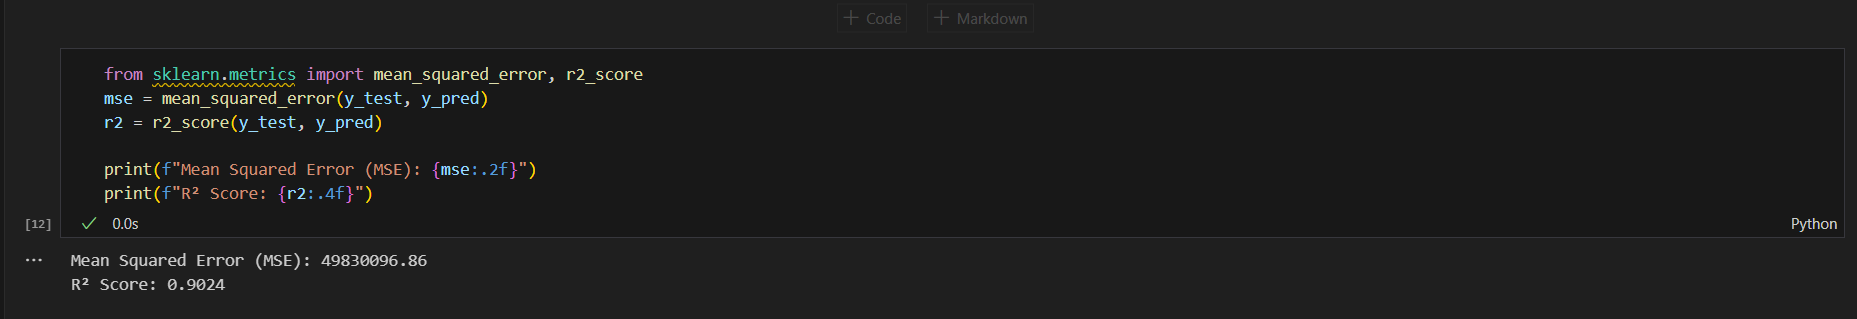 + Code + Markdown
from sklearn.metrics import mean_squared_error, r2_score
mse = mean_squared_error(y_test, y_pred)
r2 = r2_score(y_test, y_pred)
print(f"Mean Squared Error (MSE): {mse:.2f}")
print(f"R² Score: {r2:.4f}")
[12] ✓ 0.0s Python
... Mean Squared Error (MSE): 49830096.86
R² Score: 0.9024